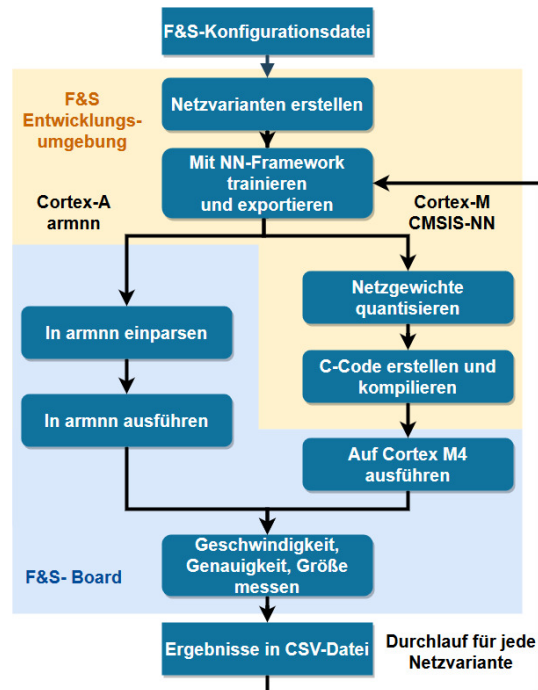 F&S-Konfigurationsdatei
F&S
Entwicklungs-
umgebung
Netzvarianten erstellen
Mit NN-Framework
trainieren
und exportieren
Cortex-A
armnn
Cortex-M
CMSIS-NN
In armnn einparsen
In armnn ausführen
Netzgewichte
quantisieren
C-Code erstellen und
kompilieren
Auf Cortex M4
ausführen
F&S- Board
Geschwindigkeit,
Genauigkeit, Größe
messen
Ergebnisse in CSV-Datei
Durchlauf für jede
Netzvariante